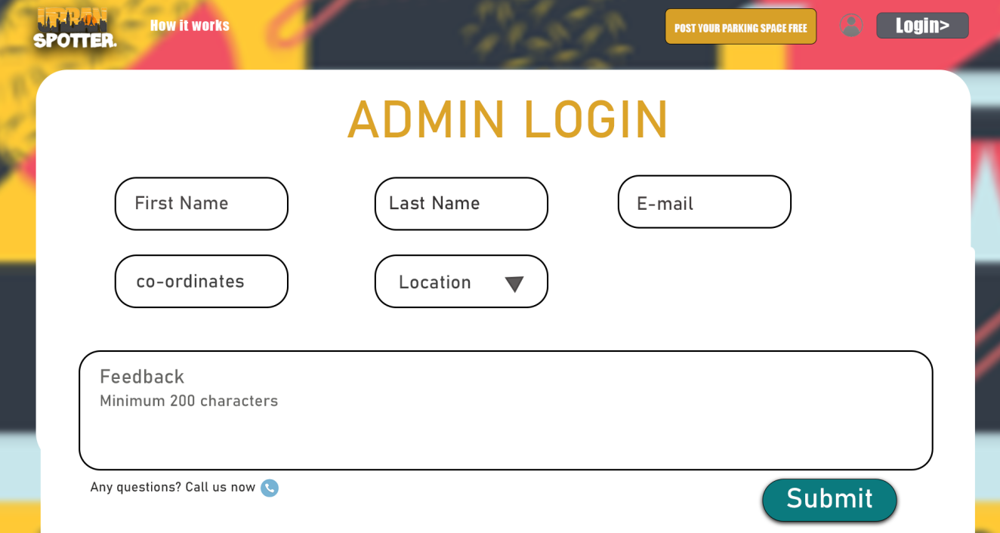 URBAN
SPOTTER.
How it works
POST YOUR PARKING SPACE FREE
Login>
ADMIN LOGIN
First Name
Last Name
E-mail
co-ordinates
Location
Feedback
Minimum 200 characters
Any questions? Call us now
Submit